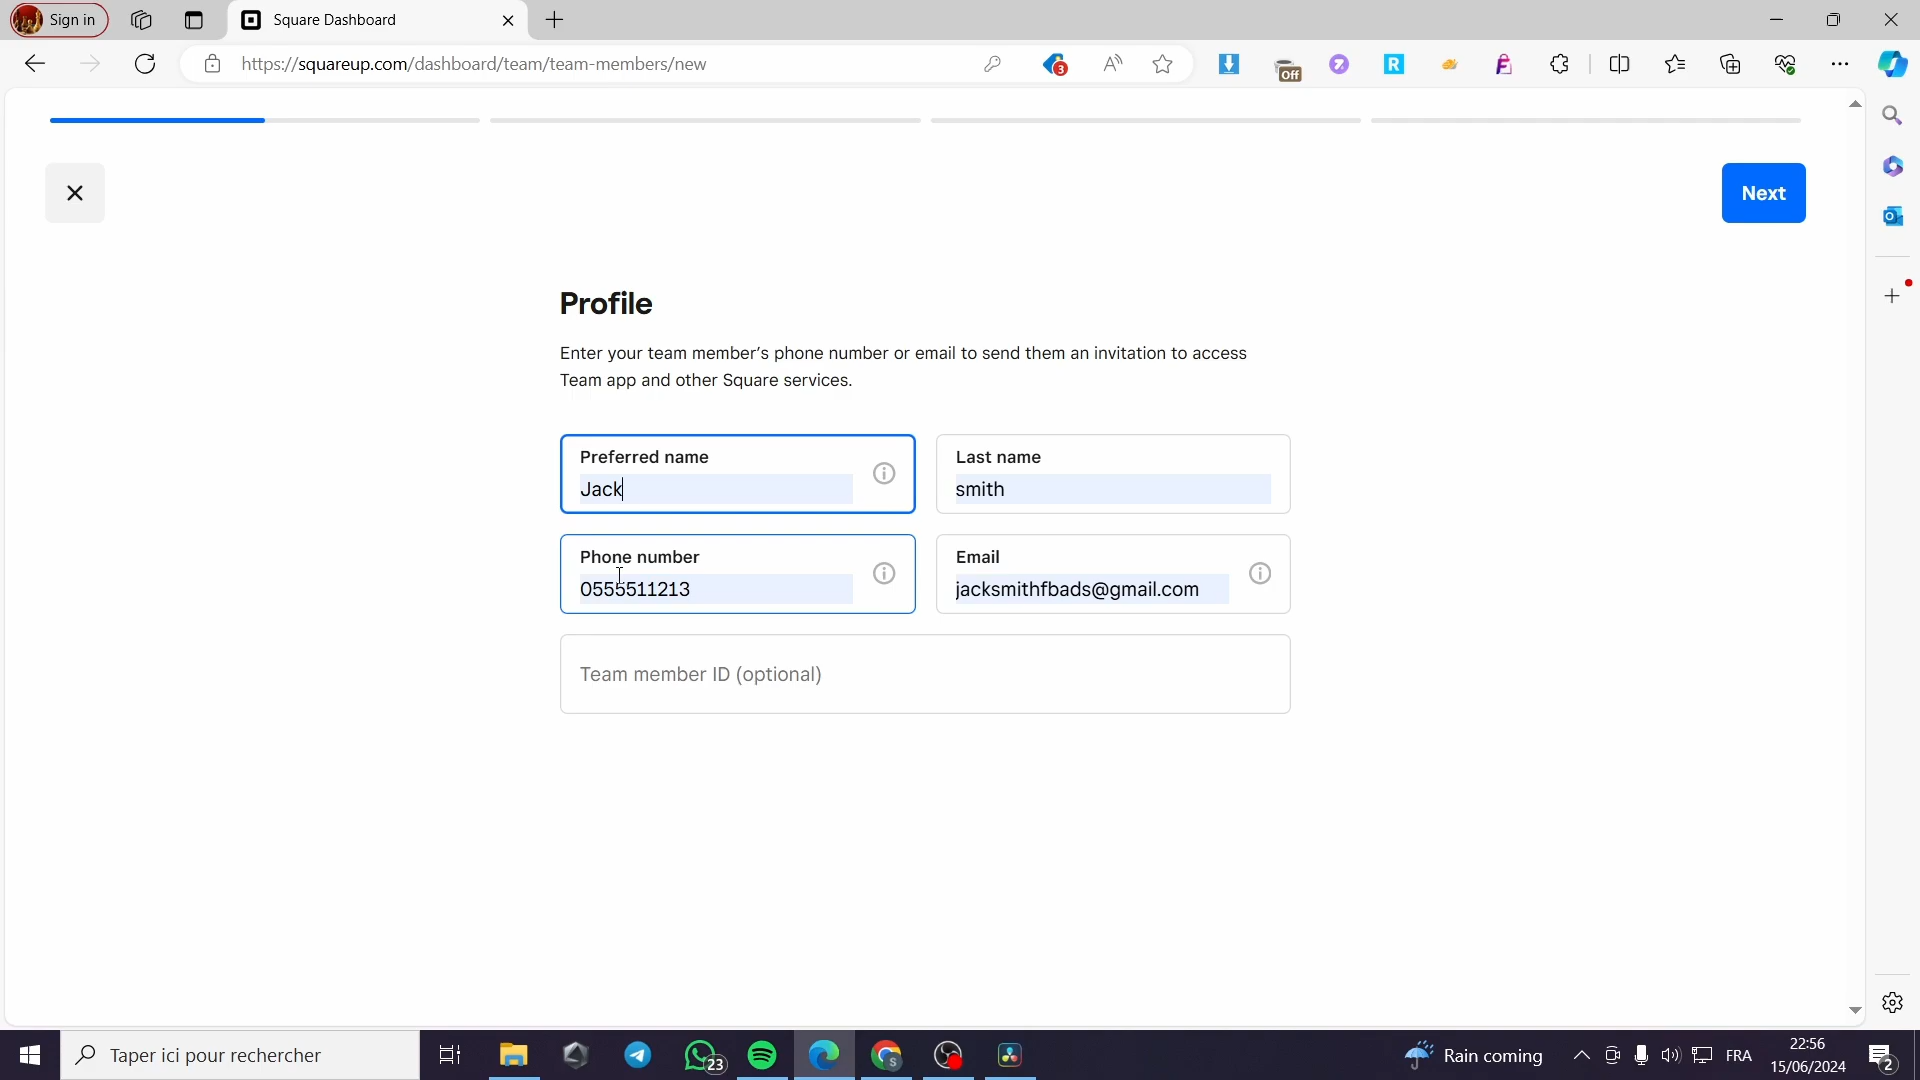 Sign in
Square Dashboard
https://squareup.com/dashboard/team/team-members/new
3
Off
R
Next
Profile
Enter your team member's phone number or email to send them an invitation to access
Team app and other Square services.
Preferred name
Jack
Last name
smith
Phone number
0555511213
Email
jacksmithfbads@gmail.com
Team member ID (optional)
Taper ici pour rechercher
23
Rain coming
FRA
22:56
15/06/2024
2